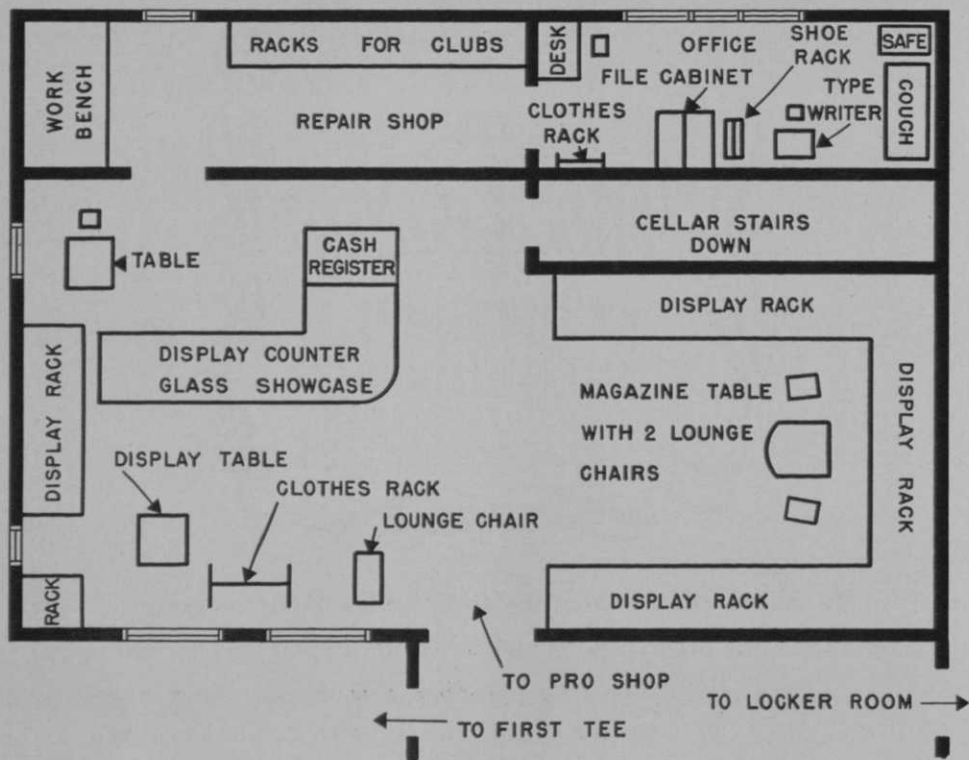 WORK
BENCH
RACKS FOR CLUBS
REPAIR SHOP
DESK
OFFICE
SHOE
RACK
SAFE
FILE CABINET
TYPE
WRITER
COUCH
CLOTHES
RACK
CELLAR STAIRS
DOWN
TABLE
CASH
REGISTER
DISPLAY COUNTER
GLASS SHOWCASE
DISPLAY RACK
DISPLAY RACK
MAGAZINE TABLE
WITH 2 LOUNGE
CHAIRS
DISPLAY RACK
DISPLAY TABLE
CLOTHES RACK
LOUNGE CHAIR
RACK
DISPLAY RACK
TO PRO SHOP
TO LOCKER ROOM
TO FIRST TEE